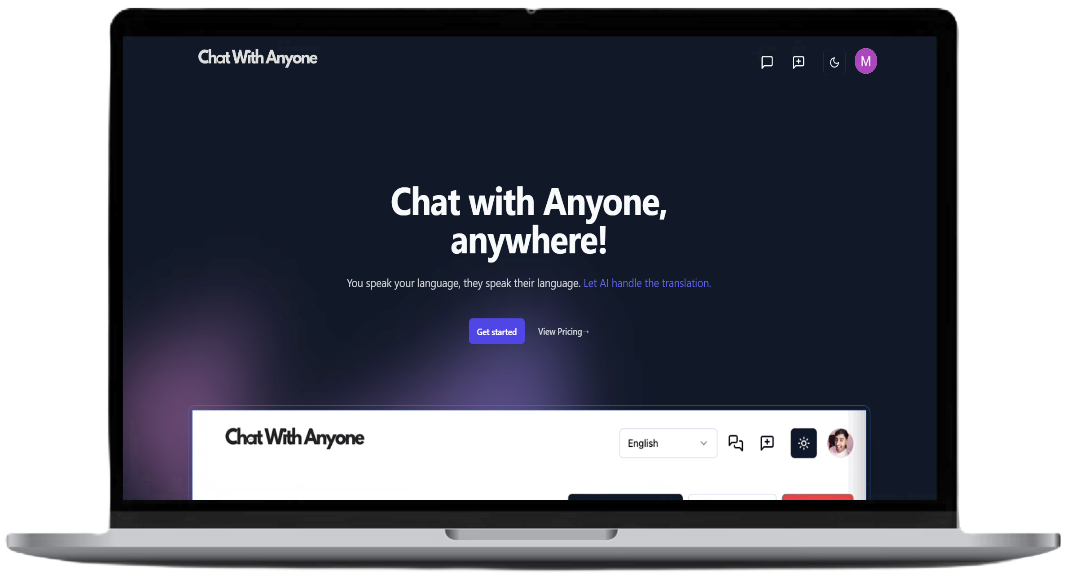 Chat With Anyone
M
Chat with Anyone,
anywhere!
You speak your language, they speak their language. Let AI handle the translation.
Get started
View Pricing→
Chat With Anyone
English